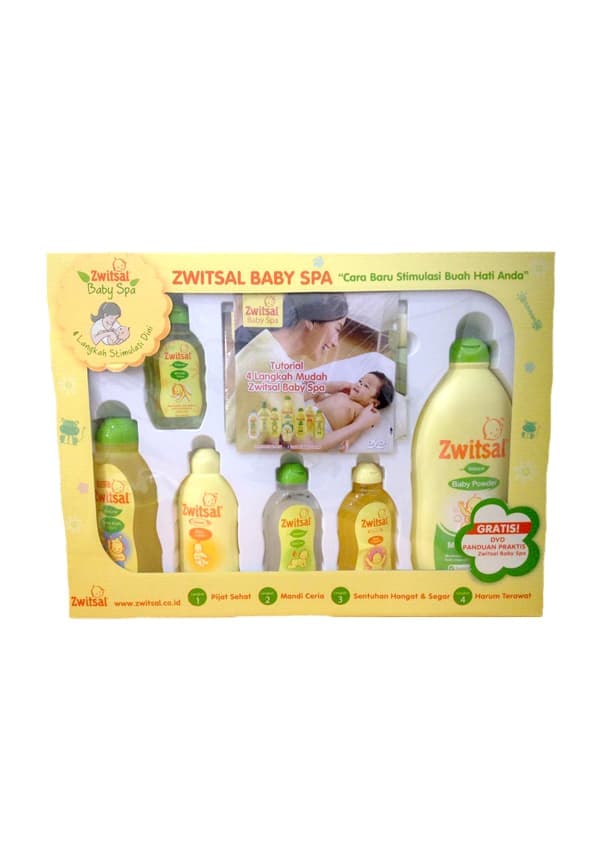 Zwitsal
Baby Spa
4 Langkah Stimulasi Dini
ZWITSAL BABY SPA "Cara Baru Stimulasi Buah Hati Anda"
Zwitsal
Baby Spa
Tutorial
4 Langkah Mudah
Zwitsal Baby Spa
DVD
Zwitsal
Zwitsal
Zwitsal
Zwitsal
Zwitsal
Zwitsal
Baby Powder
GRATIS!
DVD
PANDUAN PRAKTIS
Zwitsal Baby Spa
Zwitsal
www.zwitsal.co.id
1 Pijat Sehat
2 Mandi Ceria
3 Sentuhan Hangat & Segar
4 Harum Terawat